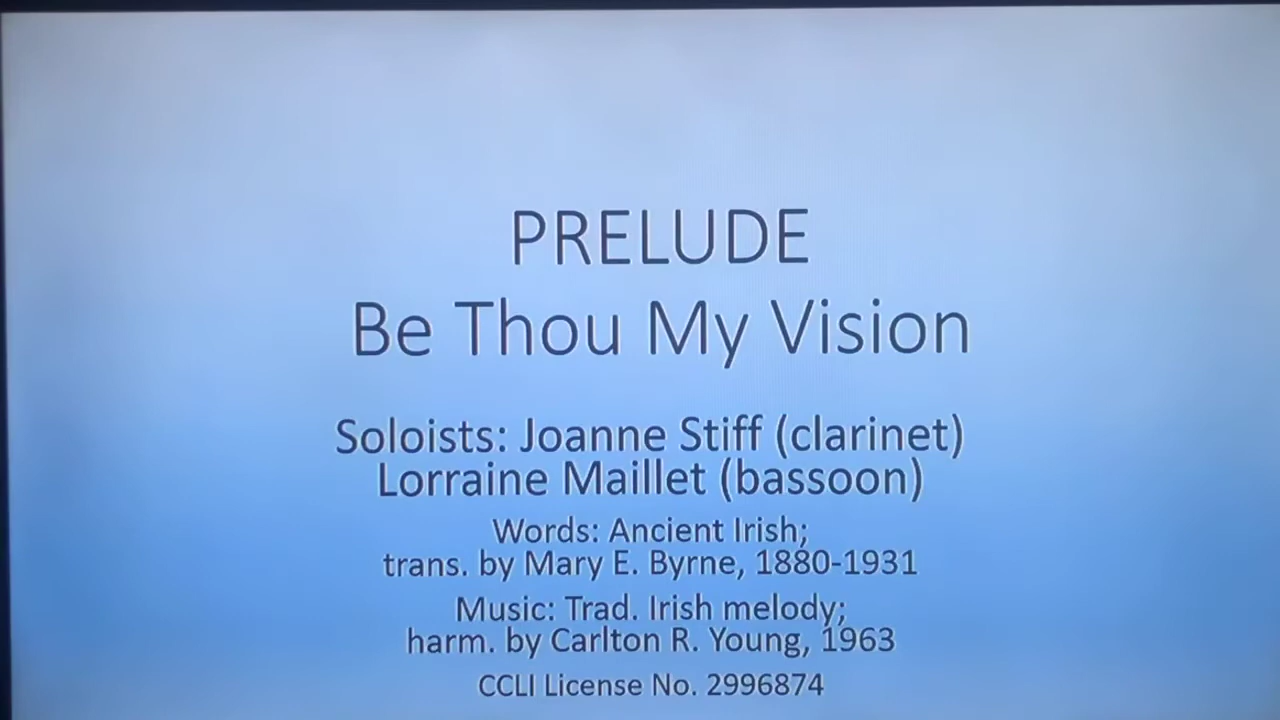 PRELUDE
Be Thou My Vision
Soloists: Joanne Stiff (clarinet)
Lorraine Maillet (bassoon)
Words: Ancient Irish;
trans. by Mary E. Byrne, 1880-1931
Music: Trad. Irish melody;
harm. by Carlton R. Young, 1963
CCLI License No. 2996874